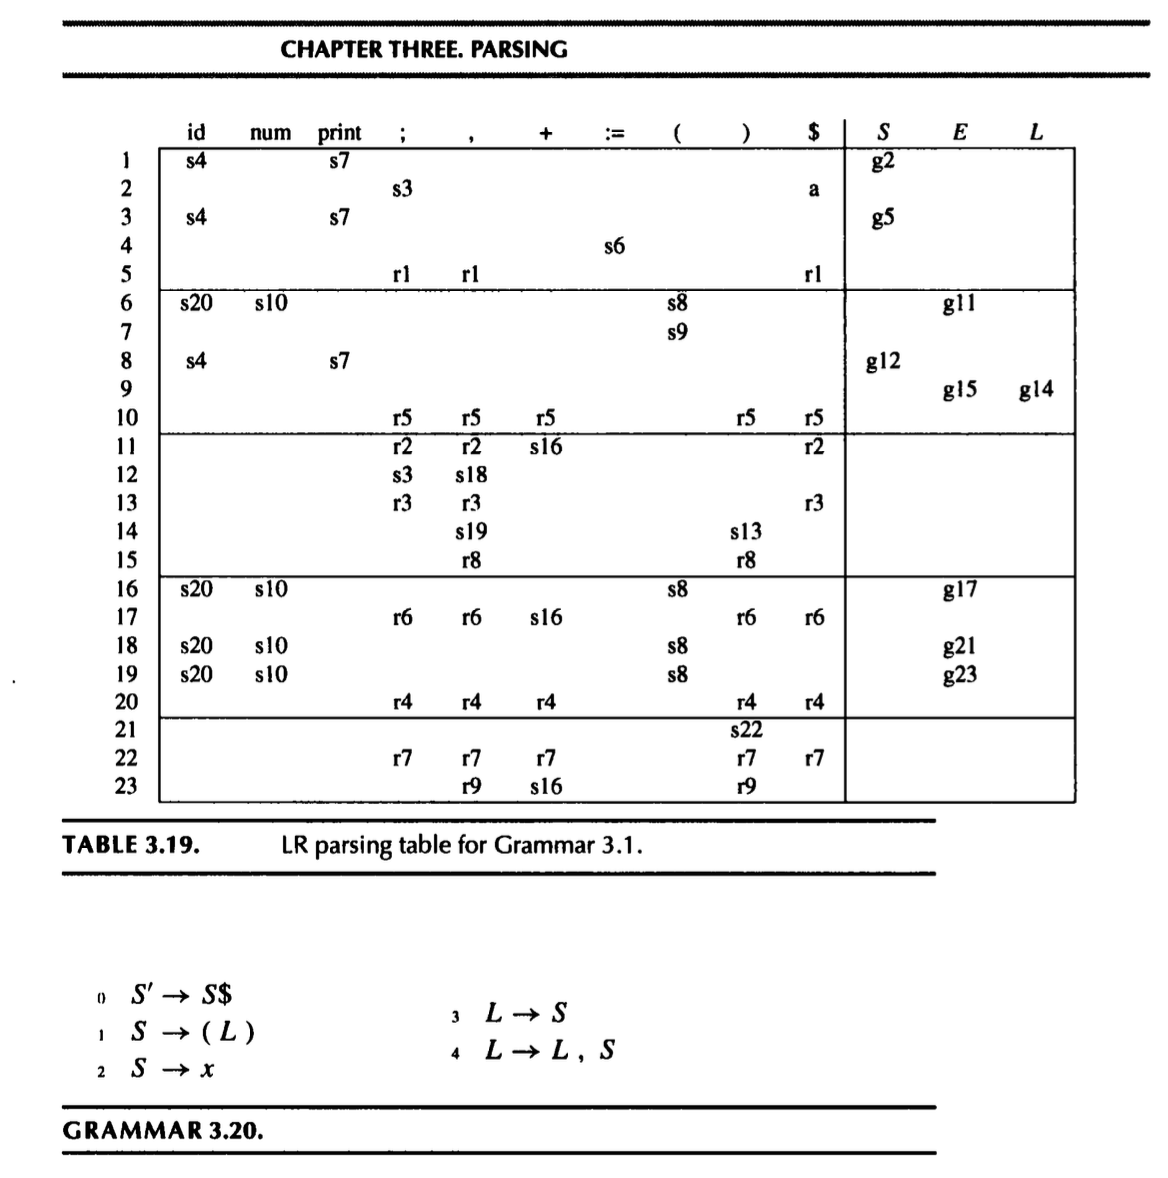 CHAPTER THREE. PARSING
id num print ; , + := ( ) $ S E L
1 s4 s7 g2
2 s3 a
3 s4 s7 g5
4 s6
5 r1 r1 r1
6 s20 s10 s8 g11
7 s9
8 s4 s7 g12
9 g15 g14
10 r5 r5 r5 r5 r5
11 r2 r2 s16 r2
12 s3 s18
13 r3 r3 r3
14 s19 s13
15 r8 r8
16 s20 s10 s8 g17
17 r6 r6 s16 r6 r6
18 s20 s10 s8 g21
19 s20 s10 s8 g23
20 r4 r4 r4 r4 r4
21 s22
22 r7 r7 r7 r7 r7
23 r9 s16 r9
TABLE 3.19. LR parsing table for Grammar 3.1.
0 S′ → S$
1 S → ( L )
2 S → x
3 L → S
4 L → L , S
GRAMMAR 3.20.